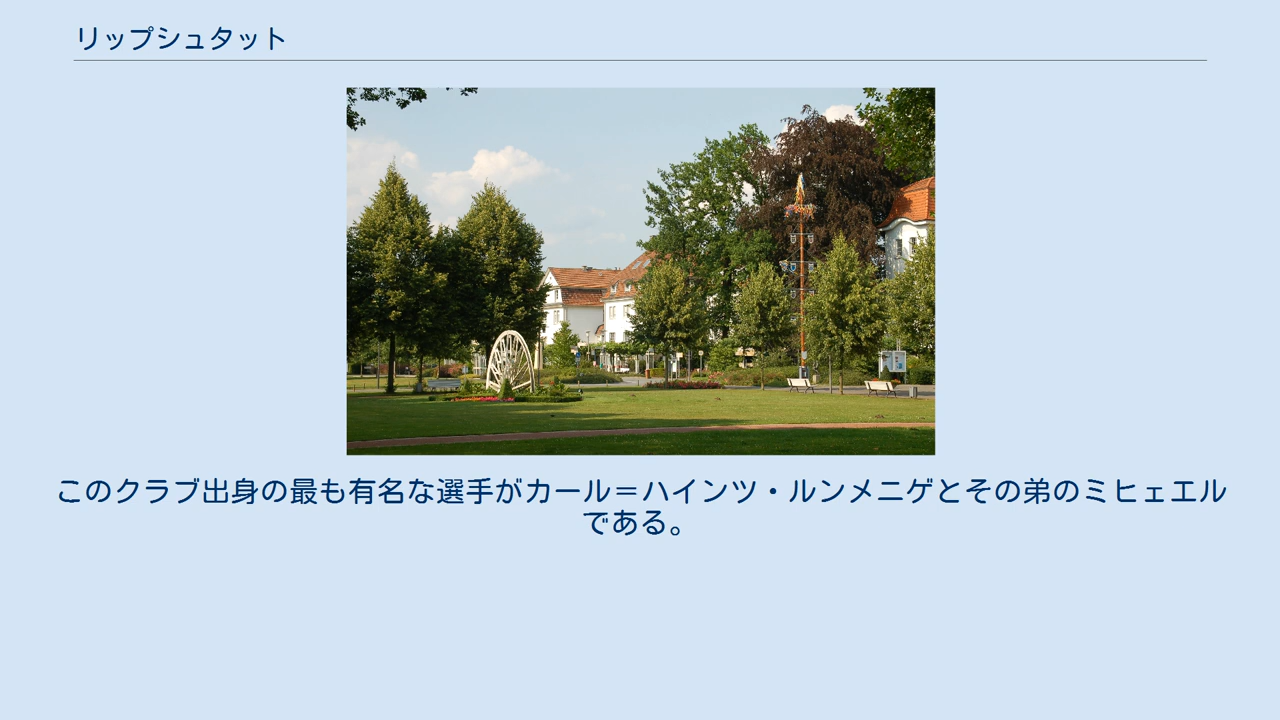 リップシュタット
このクラブ出身の最も有名な選手がカール＝ハインツ・ルンメニゲとその弟のミヒェエル
である。